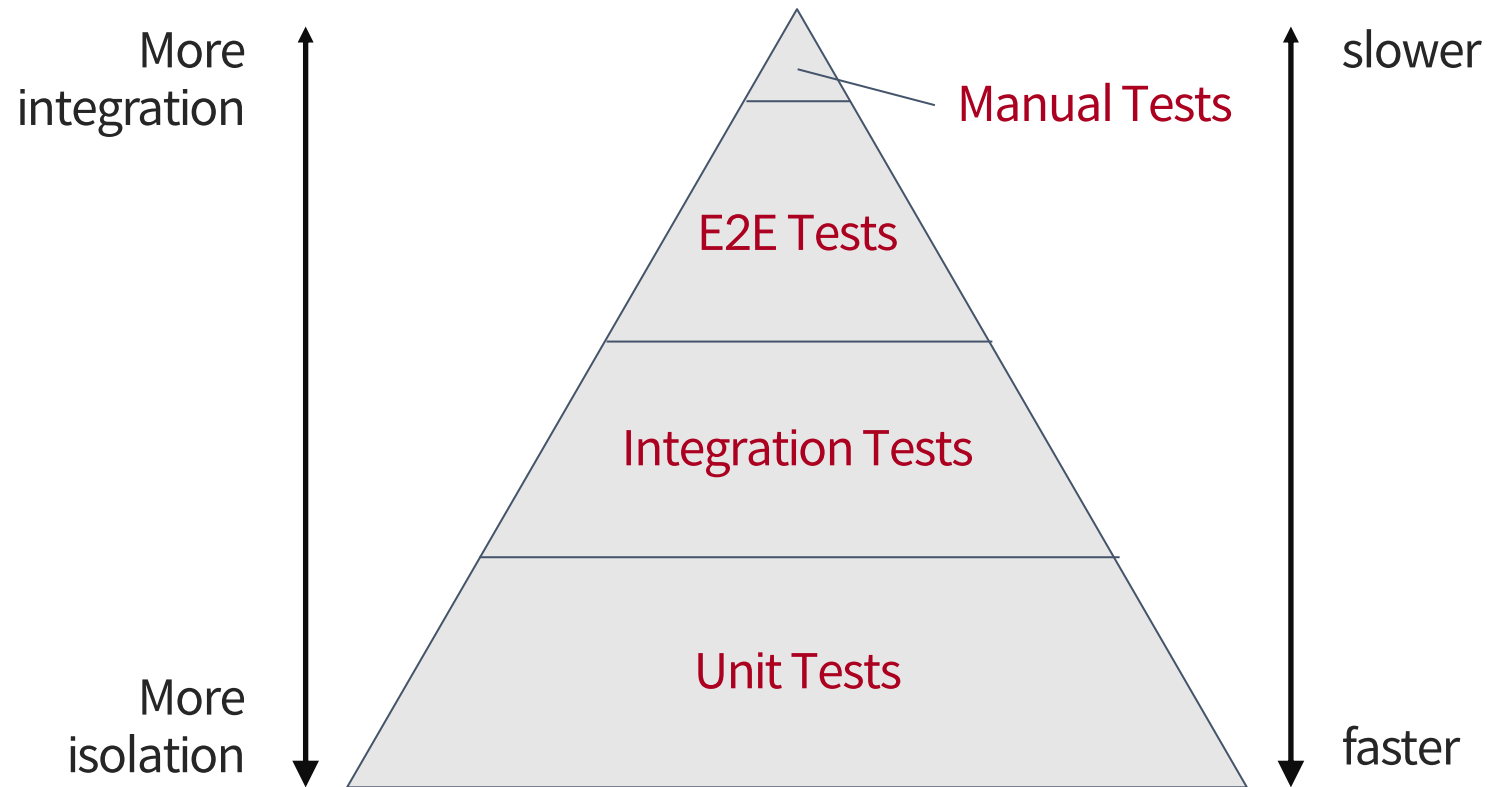 More
integration
slower
Manual Tests
E2E Tests
Integration Tests
Unit Tests
More
isolation
faster